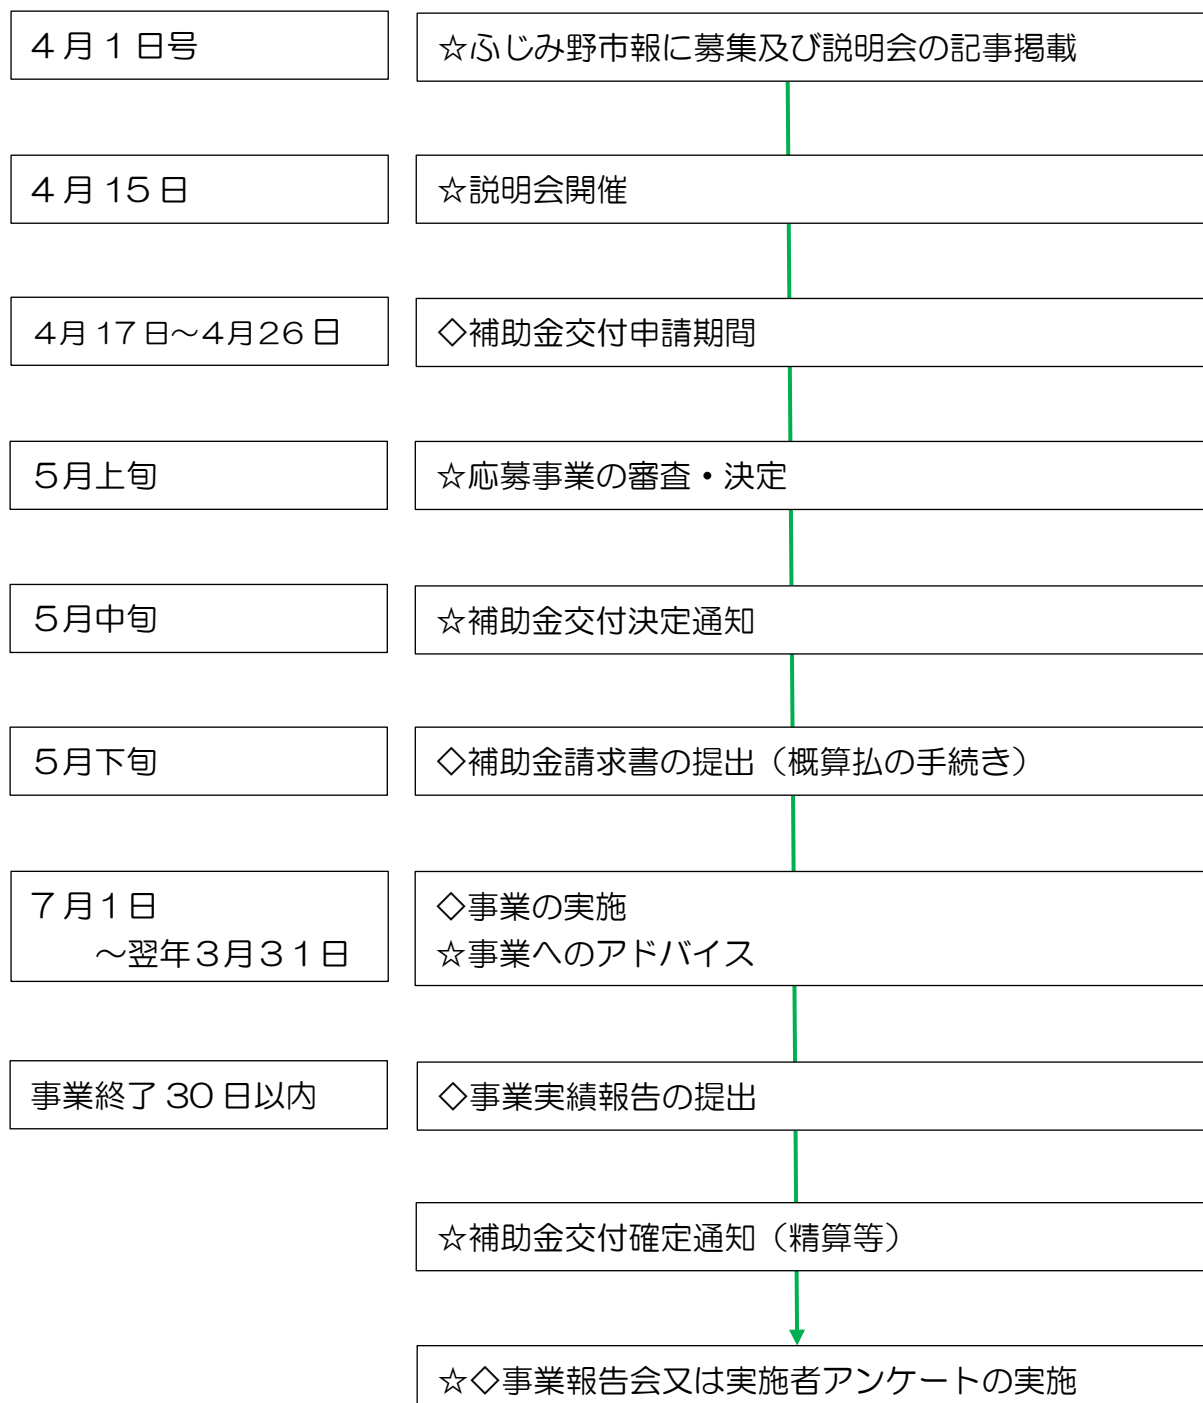 4月1日号
☆ふじみ野市報に募集及び説明会の記事掲載
4月15日
☆説明会開催
4月17日～4月26日
◇補助金交付申請期間
5月上旬
☆応募事業の審査・決定
5月中旬
☆補助金交付決定通知
5月下旬
◇補助金請求書の提出（概算払の手続き）
7月1日
～翌年3月31日
◇事業の実施
☆事業へのアドバイス
事業終了30日以内
◇事業実績報告の提出
☆補助金交付確定通知（精算等）
☆◇事業報告会又は実施者アンケートの実施